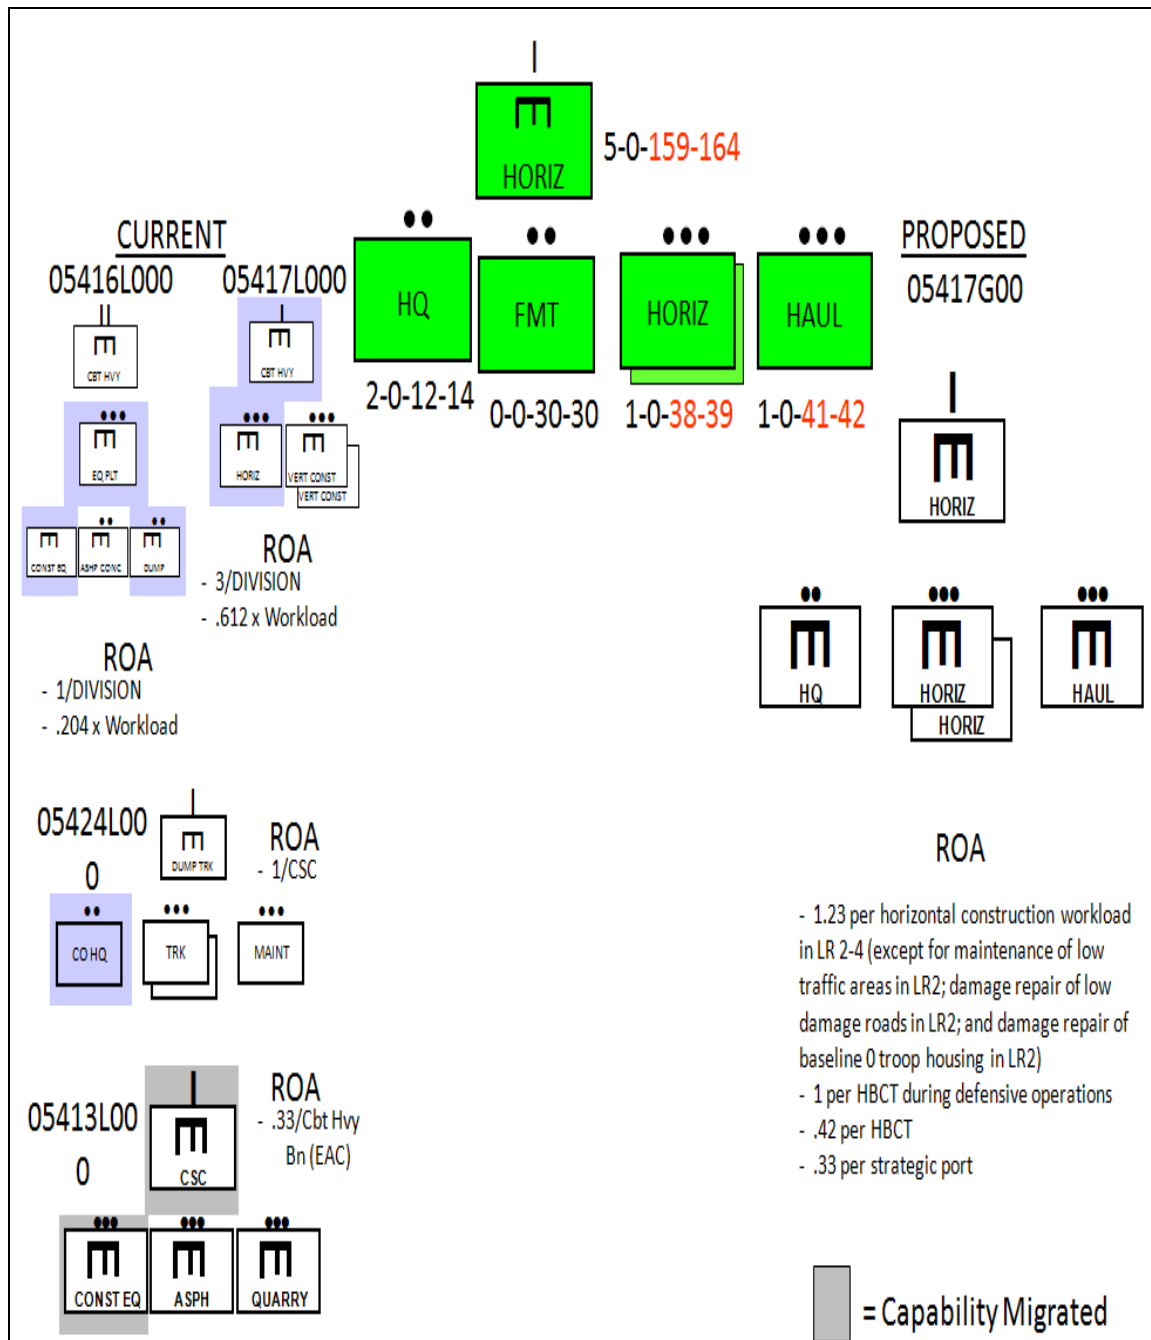 I
E
HORIZ
5-0-159-164
CURRENT
05416L000
05417L000
II
E
CBT HVY
I
E
CBT HVY
E
EQ PLT
E
HORIZ
E
VERT CONST
VERT CONST
E
CONST EQ
E
ASHP CONC
E
DUMP
HQ
FMT
HORIZ
HAUL
2-0-12-14
0-0-30-30
1-0-38-39
1-0-41-42
PROPOSED
05417G00
I
E
HORIZ
E
HQ
E
HORIZ
HORIZ
E
HAUL
ROA
- 3/DIVISION
- .612 x Workload
ROA
- 1/DIVISION
- .204 x Workload
05424L00
0
I
E
DUMP TRK
ROA
- 1/CSC
CO HQ
TRK
MAINT
05413L00
0
I
E
CSC
ROA
- .33/Cbt Hvy
Bn (EAC)
E
CONST EQ
E
ASPH
E
QUARRY
ROA
- 1.23 per horizontal construction workload
in LR 2-4 (except for maintenance of low
traffic areas in LR2; damage repair of low
damage roads in LR2; and damage repair of
baseline 0 troop housing in LR2)
- 1 per HBCT during defensive operations
- .42 per HBCT
- .33 per strategic port
= Capability Migrated